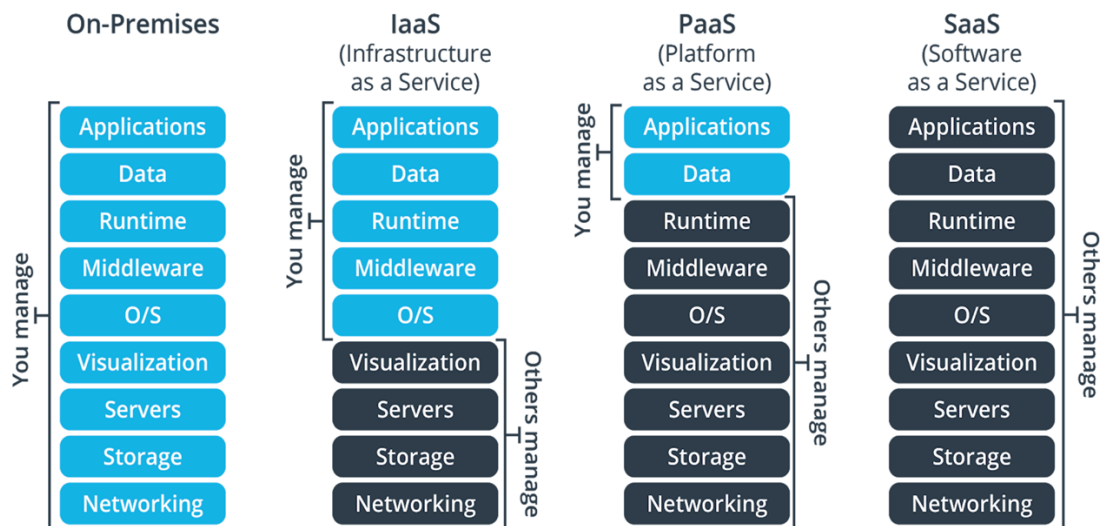 On-Premises
You manage
Applications
Data
Runtime
Middleware
O/S
Visualization
Servers
Storage
Networking
IaaS
(Infrastructure
as a Service)
You manage
Applications
Data
Runtime
Middleware
O/S
Visualization
Servers
Storage
Networking
Others manage
PaaS
(Platform
as a Service)
You manage
Applications
Data
Runtime
Middleware
O/S
Visualization
Servers
Storage
Networking
Others manage
SaaS
(Software
as a Service)
Applications
Data
Runtime
Middleware
O/S
Visualization
Servers
Storage
Networking
Others manage